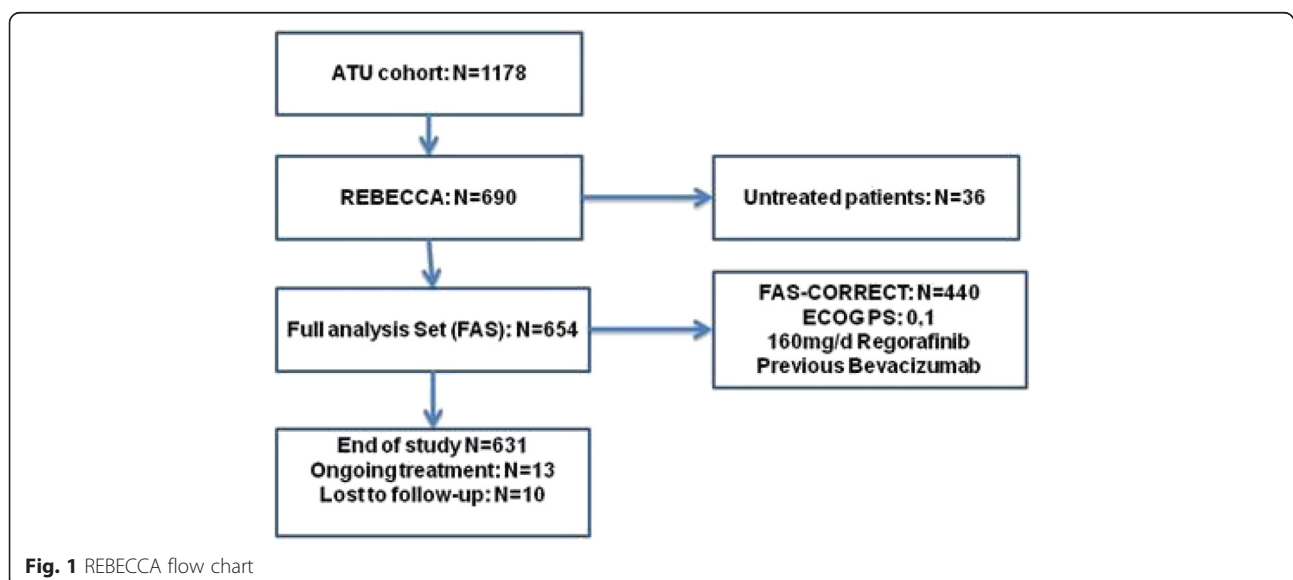 ATU cohort: N=1178
REBECCA: N=690
Untreated patients: N=36
Full analysis Set (FAS): N=654
FAS-CORRECT: N=440
ECOG PS: 0,1
160mg/d Regorafinib
Previous Bevacizumab
End of study N=631
Ongoing treatment: N=13
Lost to follow-up: N=10
Fig. 1 REBECCA flow chart